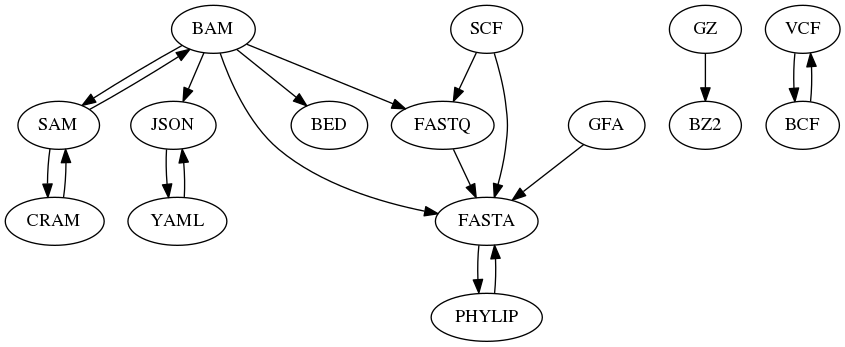 BAM
SCF
GZ
VCF
SAM
JSON
BED
FASTQ
GFA
BZ2
BCF
CRAM
YAML
FASTA
PHYLIP